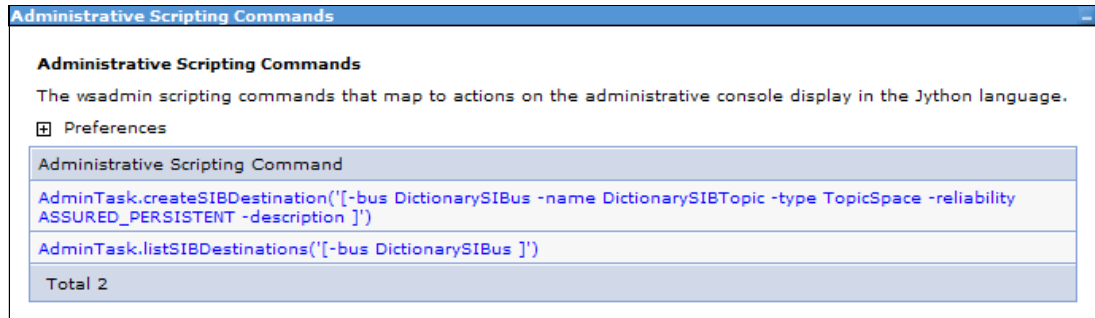 Administrative Scripting Commands
Administrative Scripting Commands
The wsadmin scripting commands that map to actions on the administrative console display in the Jython language.
Preferences
Administrative Scripting Command
AdminTask.createSIBDestination('[-bus DictionarySIBus -name DictionarySIBTopic -type TopicSpace -reliability
ASSURED_PERSISTENT -description ]')
AdminTask.listSIBDestinations('[-bus DictionarySIBus ]')
Total 2